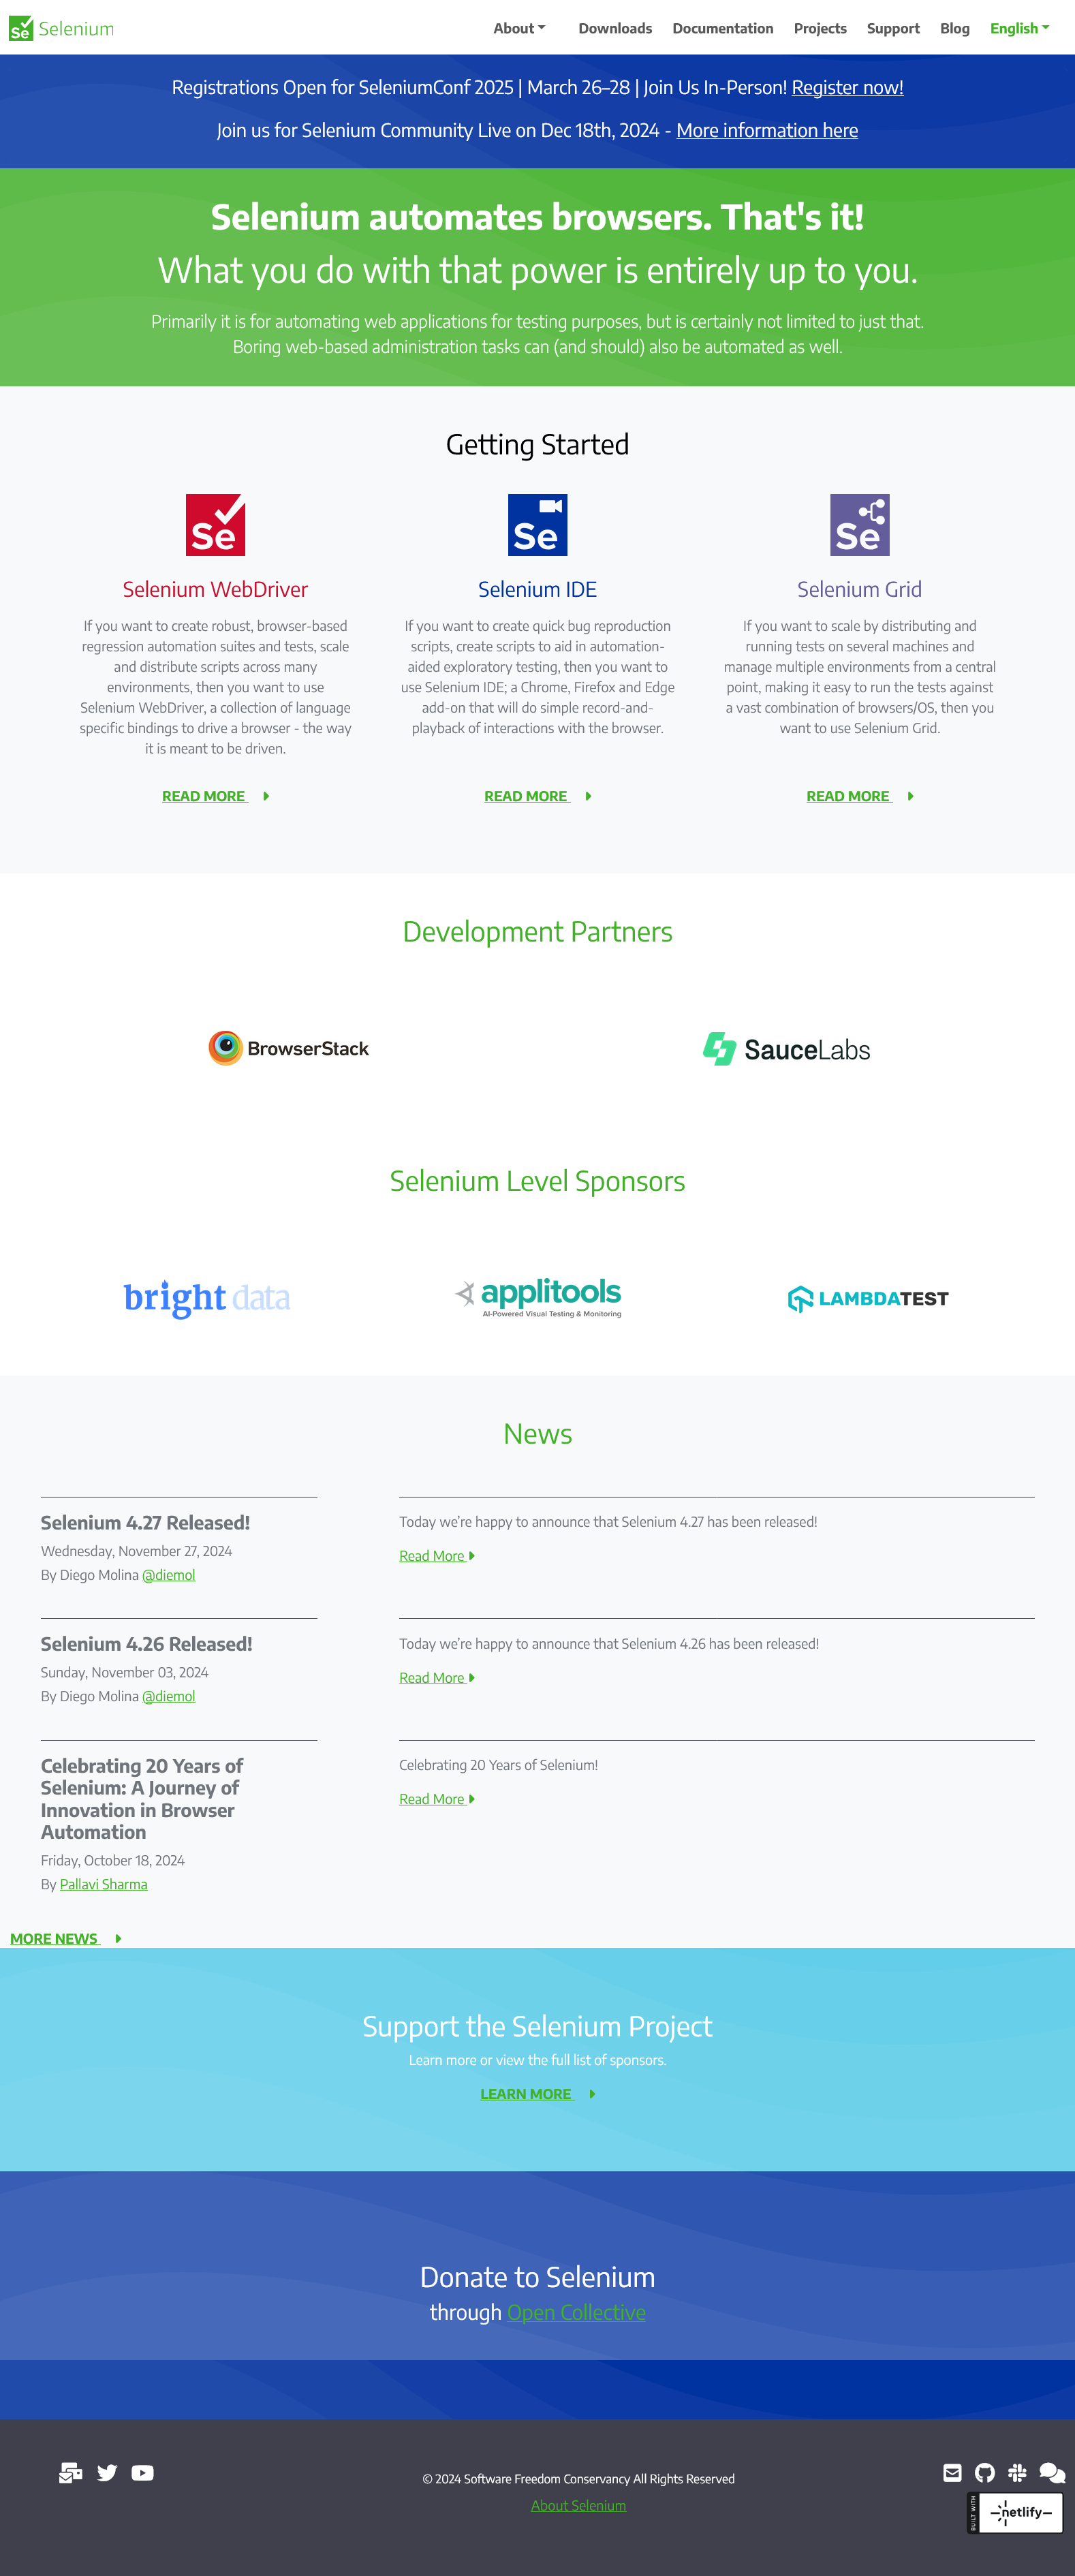 Se Selenium
About
Downloads
Documentation
Projects
Support
Blog
English
Registrations Open for SeleniumConf 2025 | March 26–28 | Join Us In-Person! Register now!
Join us for Selenium Community Live on Dec 18th, 2024 - More information here
Selenium automates browsers. That's it!
What you do with that power is entirely up to you.
Primarily it is for automating web applications for testing purposes, but is certainly not limited to just that.
Boring web-based administration tasks can (and should) also be automated as well.
Getting Started
Se
Selenium WebDriver
If you want to create robust, browser-based
regression automation suites and tests, scale
and distribute scripts across many
environments, then you want to use
Selenium WebDriver, a collection of language
specific bindings to drive a browser - the way
it is meant to be driven.
READ MORE
Se
Selenium IDE
If you want to create quick bug reproduction
scripts, create scripts to aid in automation-
aided exploratory testing, then you want to
use Selenium IDE; a Chrome, Firefox and Edge
add-on that will do simple record-and-
playback of interactions with the browser.
READ MORE
Se
Selenium Grid
If you want to scale by distributing and
running tests on several machines and
manage multiple environments from a central
point, making it easy to run the tests against
a vast combination of browsers/OS, then you
want to use Selenium Grid.
READ MORE
Development Partners
BrowserStack
SauceLabs
Selenium Level Sponsors
bright data
applitools
AI-Powered Visual Testing & Monitoring
LAMBDATEST
News
Selenium 4.27 Released!
Wednesday, November 27, 2024
By Diego Molina @diemol
Today we’re happy to announce that Selenium 4.27 has been released!
Read More
Selenium 4.26 Released!
Sunday, November 03, 2024
By Diego Molina @diemol
Today we’re happy to announce that Selenium 4.26 has been released!
Read More
Celebrating 20 Years of
Selenium: A Journey of
Innovation in Browser
Automation
Friday, October 18, 2024
By Pallavi Sharma
Celebrating 20 Years of Selenium!
Read More
MORE NEWS
Support the Selenium Project
Learn more or view the full list of sponsors.
LEARN MORE
Donate to Selenium
through Open Collective
© 2024 Software Freedom Conservancy All Rights Reserved
About Selenium
BUILT WITH
netlify